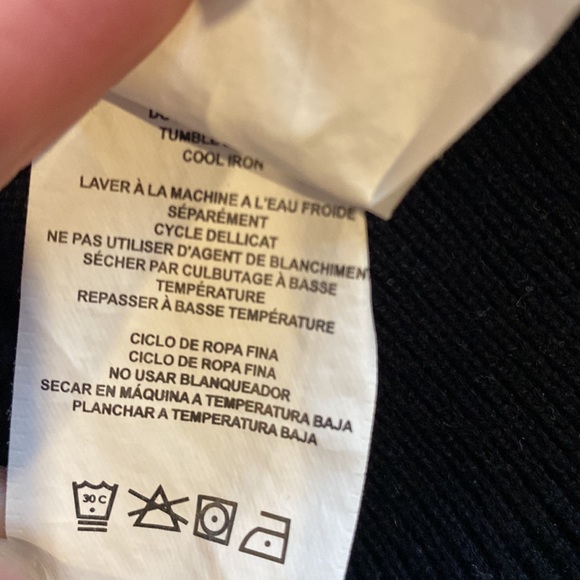 COOL IRON
LAVER À LA MACHINE A L'EAU FROIDE
SÉPARÉMENT
CYCLE DELLICAT
NE PAS UTILISER D'AGENT DE BLANCHIMEN
SÉCHER PAR CULBUTAGE À BASSE
TEMPÉRATURE
REPASSER À BASSE TEMPÉRATURE
CICLO DE ROPA FINA
CICLO DE ROPA FINA
NO USAR BLANQUEADOR
SECAR EN MÁQUINA A TEMPERATURA BAJA
PLANCHAR A TEMPERATURA BAJA
30 C